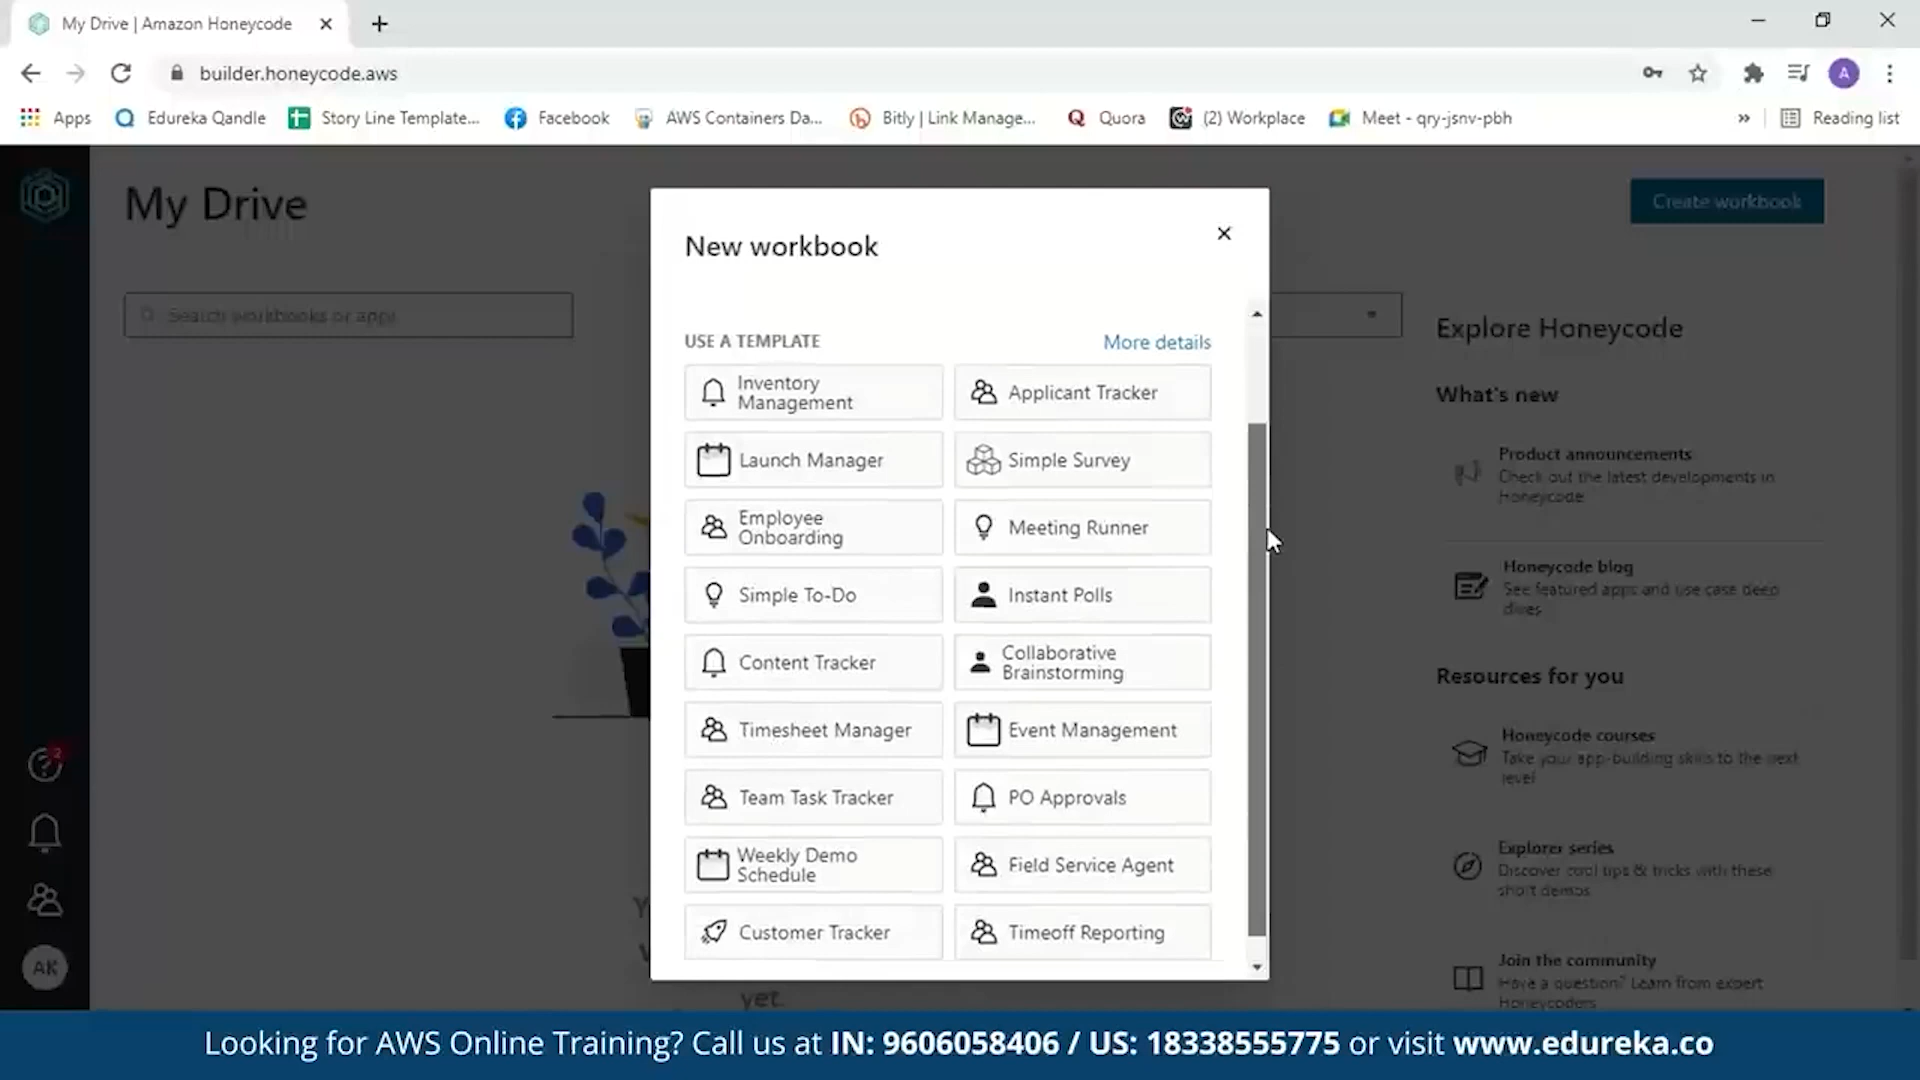 My Drive | Amazon Honeycode
builder.honeycode.aws
A
Apps
Edureka Qandle
Story Line Template...
Facebook
AWS Containers Da...
Bitly | Link Manage...
Quora
(2) Workplace
Meet - qry-jsnv-pbh
»
Reading list
My Drive
Create workbook
Search workbooks or apps
New workbook
USE A TEMPLATE
More details
Inventory
Management
Applicant Tracker
Launch Manager
Simple Survey
Employee
Onboarding
Meeting Runner
Simple To-Do
Instant Polls
Content Tracker
Collaborative
Brainstorming
Timesheet Manager
Event Management
Team Task Tracker
PO Approvals
Weekly Demo
Schedule
Field Service Agent
Customer Tracker
Timeoff Reporting
yet.
Explore Honeycode
What's new
Product announcements
Check out the latest developments in
Honeycode
Honeycode blog
See featured apps and use case deep
dives
Resources for you
Honeycode courses
Take your app-building skills to the next
level
Explorer series
Discover cool tips & tricks with these
short demos
Join the community
Have a question? Learn from expert
Honeycoders
2
AK
Looking for AWS Online Training? Call us at IN: 9606058406 / US: 18338555775 or visit www.edureka.co